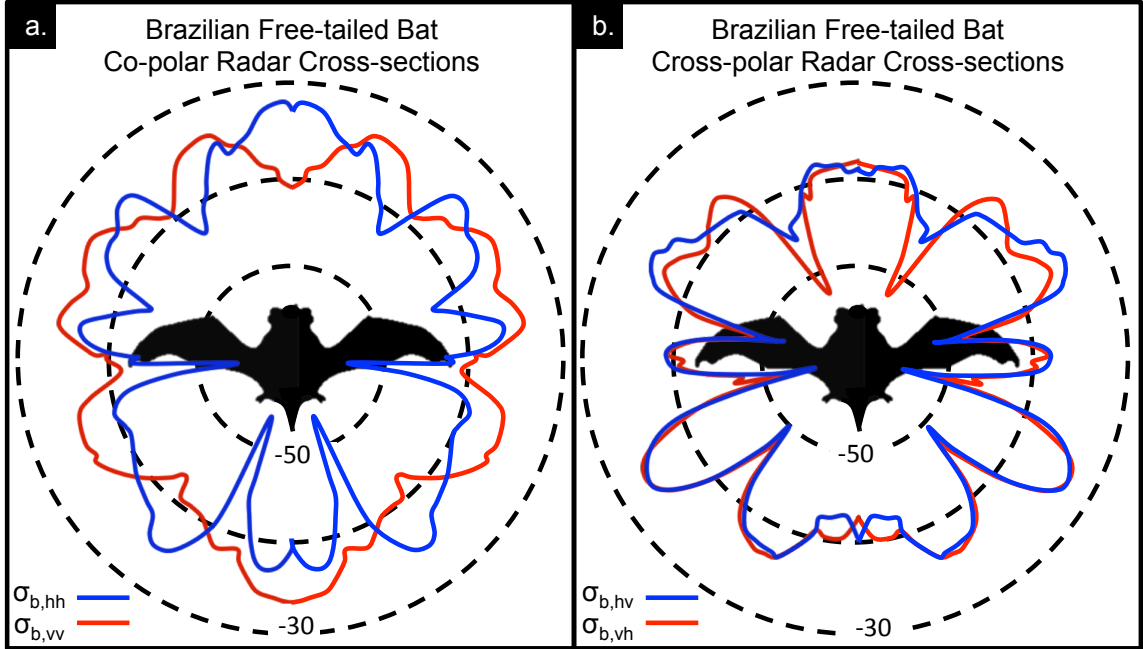 a.
Brazilian Free-tailed Bat
Co-polar Radar Cross-sections
-50
-30
σb,hh
σb,vv
b.
Brazilian Free-tailed Bat
Cross-polar Radar Cross-sections
-50
-30
σb,hv
σb,vh